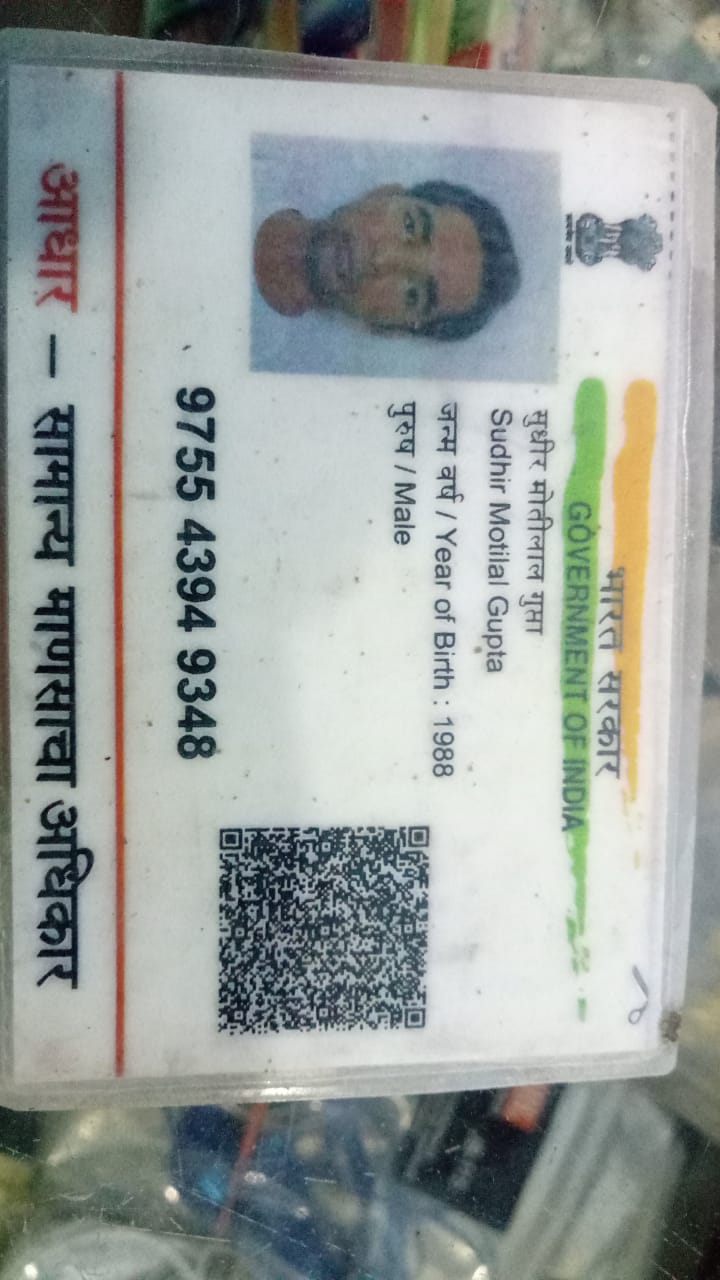 भारत सरकार
GOVERNMENT OF INDIA
सुधीर मोतीलाल गुप्ता
Sudhir Motilal Gupta
जन्म वर्ष / Year of Birth : 1988
पुरुष / Male
9755 4394 9348
आधार – सामान्य माणसाचा अधिकार